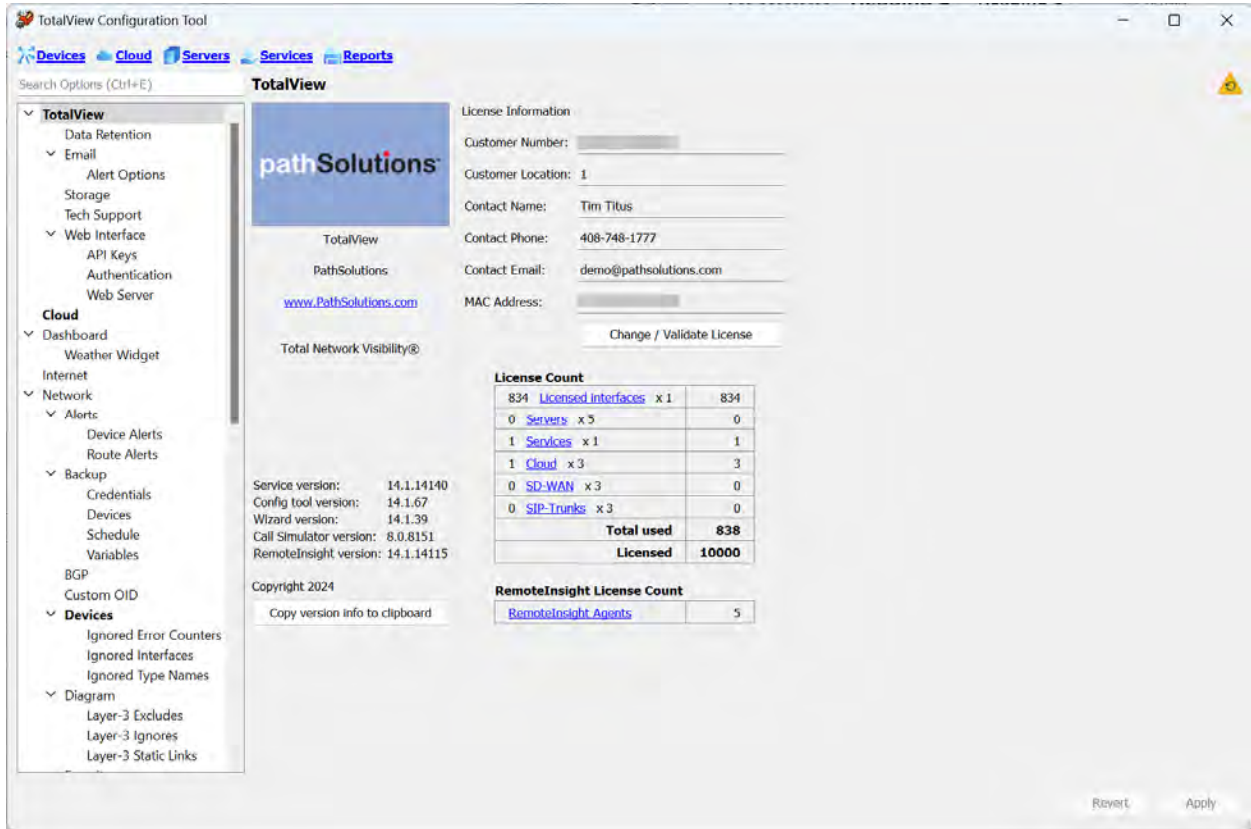 TotalView Configuration Tool
Devices Cloud Servers Services Reports
Search Options (Ctrl+E)
TotalView
Data Retention
Email
Alert Options
Storage
Tech Support
Web Interface
API Keys
Authentication
Web Server
Cloud
Dashboard
Weather Widget
Internet
Network
Alerts
Device Alerts
Route Alerts
Backup
Credentials
Devices
Schedule
Variables
BGP
Custom OID
Devices
Ignored Error Counters
Ignored Interfaces
Ignored Type Names
Diagram
Layer-3 Excludes
Layer-3 Ignores
Layer-3 Static Links
TotalView
pathSolutions
TotalView
PathSolutions
www.PathSolutions.com
Total Network Visibility®
Service version: 14.1.14140
Config tool version: 14.1.67
Wizard version: 14.1.39
Call Simulator version: 8.0.8151
RemoteInsight version: 14.1.14115
Copyright 2024
Copy version info to clipboard
License Information
Customer Number:
Customer Location: 1
Contact Name: Tim Titus
Contact Phone: 408-748-1777
Contact Email: demo@pathsolutions.com
MAC Address:
Change / Validate License
License Count
834 Licensed interfaces x 1 834
0 Servers x 5 0
1 Services x 1 1
1 Cloud x 3 3
0 SD-WAN x 3 0
0 SIP-Trunks x 3 0
Total used 838
Licensed 10000
RemoteInsight License Count
RemoteInsight Agents 5
Revert Apply